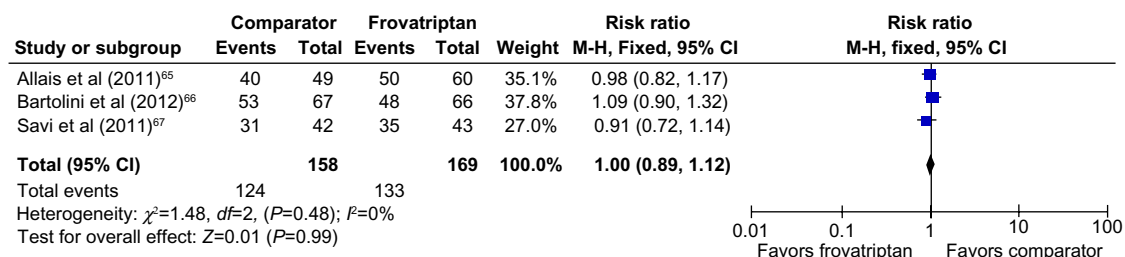 Comparator Frovatriptan Risk ratio Risk ratio
Study or subgroup Events Total Events Total Weight M-H, Fixed, 95% CI M-H, fixed, 95% CI
Allais et al (2011)⁶⁵ 40 49 50 60 35.1% 0.98 (0.82, 1.17)
Bartolini et al (2012)⁶⁶ 53 67 48 66 37.8% 1.09 (0.90, 1.32)
Savi et al (2011)⁶⁷ 31 42 35 43 27.0% 0.91 (0.72, 1.14)
Total (95% CI) 158 169 100.0% 1.00 (0.89, 1.12)
Total events 124 133
Heterogeneity: χ²=1.48, df=2, (P=0.48); I²=0%
Test for overall effect: Z=0.01 (P=0.99)
0.01 0.1 1 10 100
Favors frovatriptan Favors comparator